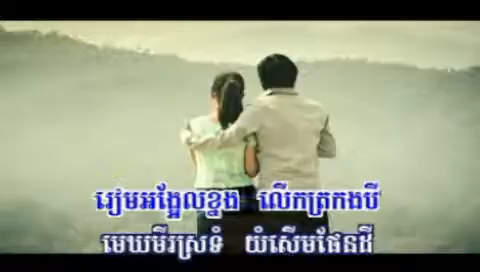 រៀមអង្អែលខ្នង លើកត្រកងបី
មេឃមីរស្រទំ យំសើមផែនដី